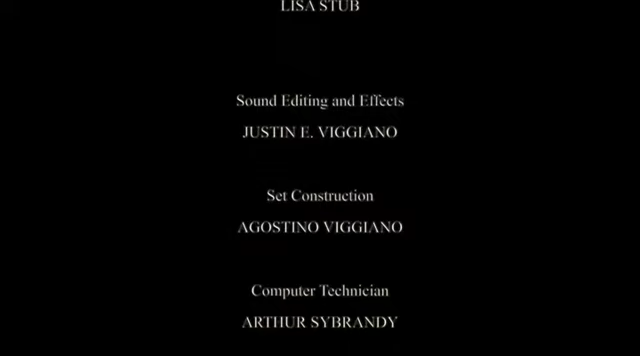 LISA STUB
Sound Editing and Effects
JUSTIN E. VIGGIANO
Set Construction
AGOSTINO VIGGIANO
Computer Technician
ARTHUR SYBRANDY